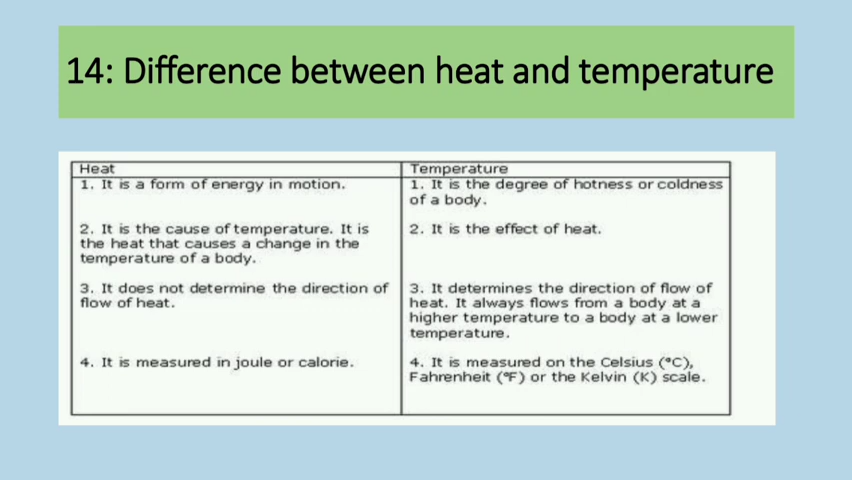 14: Difference between heat and temperature
Heat
Temperature
1. It is a form of energy in motion.
1. It is the degree of hotness or coldness
of a body.
2. It is the cause of temperature. It is
the heat that causes a change in the
temperature of a body.
2. It is the effect of heat.
3. It does not determine the direction of
flow of heat.
3. It determines the direction of flow of
heat. It always flows from a body at a
higher temperature to a body at a lower
temperature.
4. It is measured in joule or calorie.
4. It is measured on the Celsius (°C),
Fahrenheit (°F) or the Kelvin (K) scale.